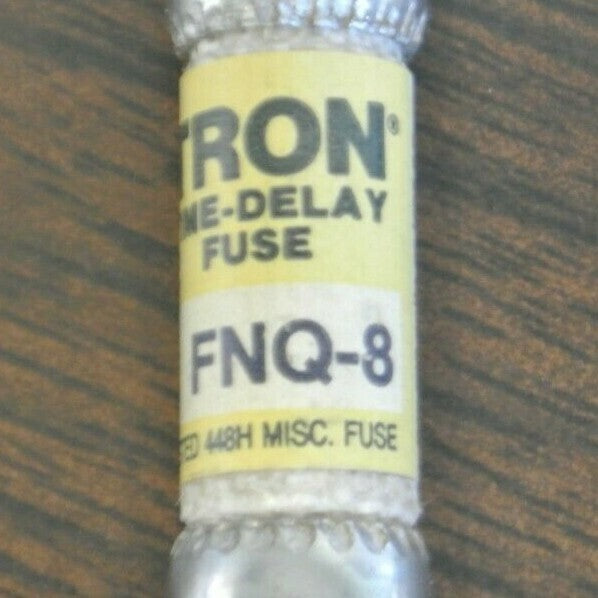 TRON®
ME-DELAY
FUSE
FNQ-8
TED 448H MISC. FUSE